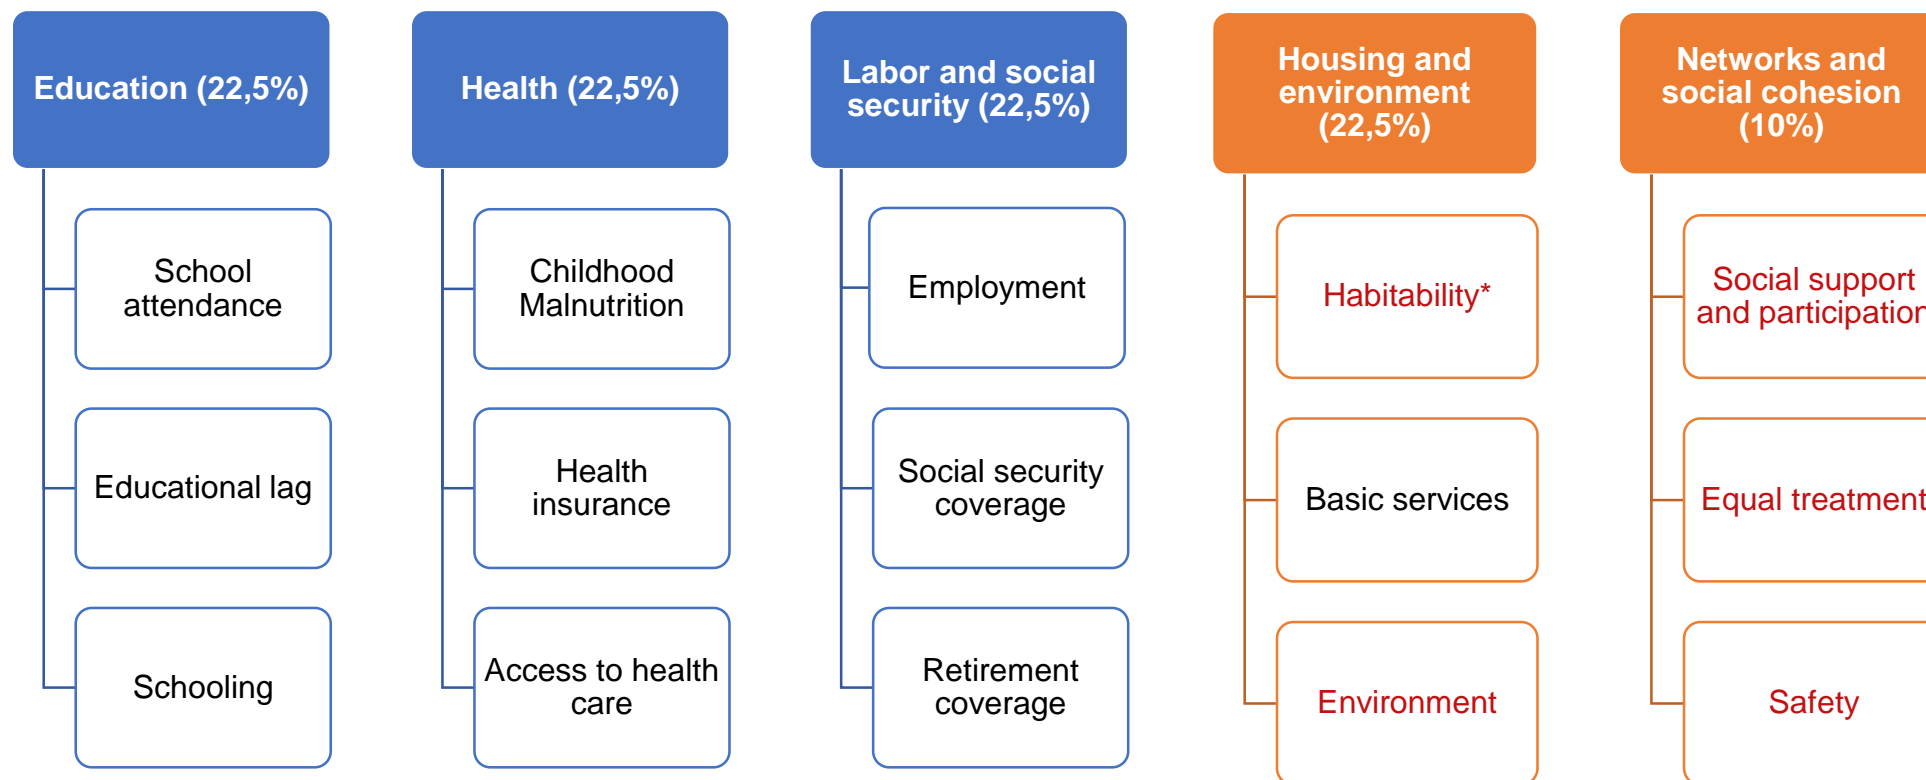 Education (22,5%)
School
attendance
Educational lag
Schooling
Health (22,5%)
Childhood
Malnutrition
Health
insurance
Access to health
care
Labor and social
security (22,5%)
Employment
Social security
coverage
Retirement
coverage
Housing and
environment
(22,5%)
Habitability*
Basic services
Environment
Networks and
social cohesion
(10%)
Social support
and participation
Equal treatment
Safety